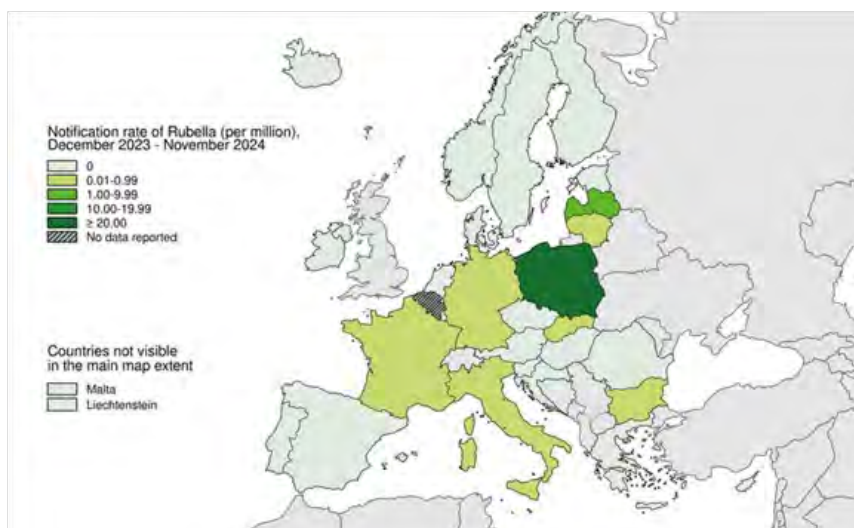 Notification rate of Rubella (per million),
December 2023 - November 2024
0
0.01-0.99
1.00-9.99
10.00-19.99
≥ 20.00
No data reported
Countries not visible
in the main map extent
Malta
Liechtenstein